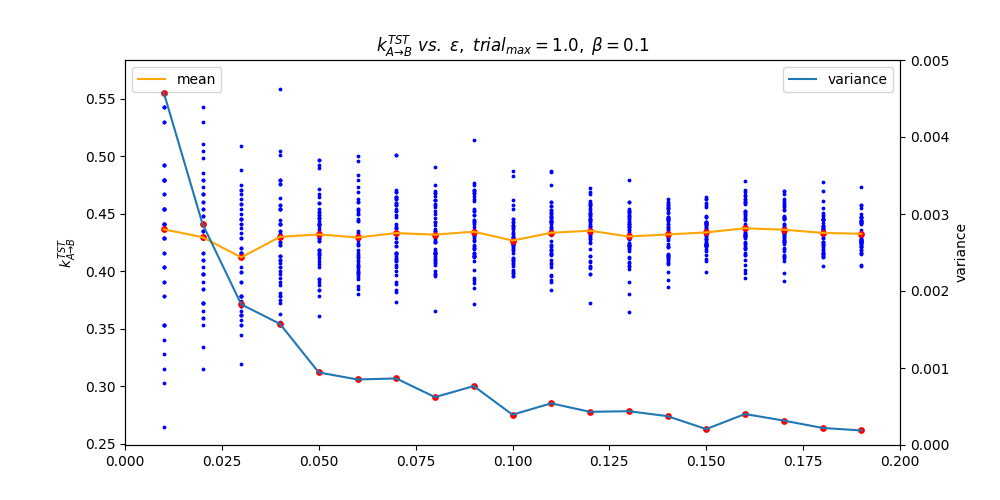 k_{A→B}^{TST} vs. ε, trial_{max} = 1.0, β = 0.1
mean
variance
k_{A→B}^{TST}
0.55
0.50
0.45
0.40
0.35
0.30
0.25
0.005
0.004
0.003
0.002
0.001
0.000
variance
0.000 0.025 0.050 0.075 0.100 0.125 0.150 0.175 0.200